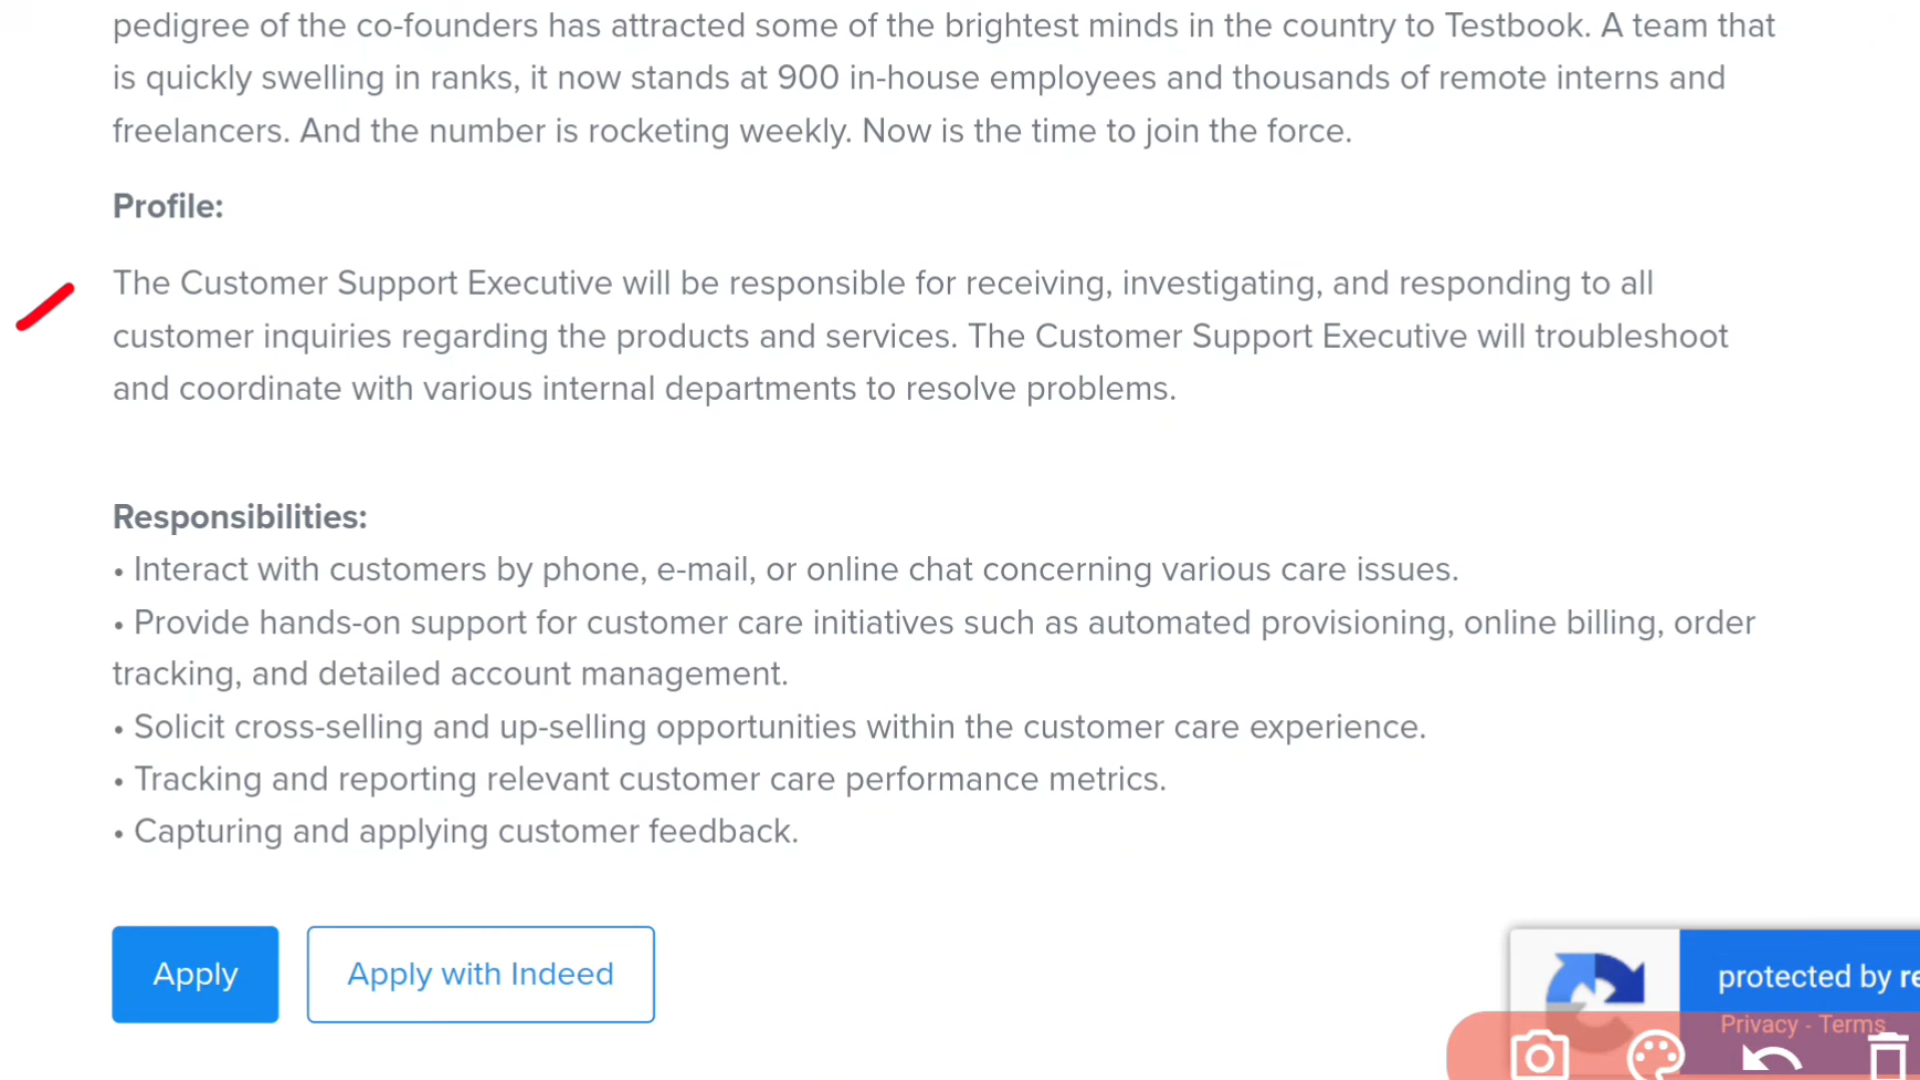 pedigree of the co-founders has attracted some of the brightest minds in the country to Testbook. A team that
is quickly swelling in ranks, it now stands at 900 in-house employees and thousands of remote interns and
freelancers. And the number is rocketing weekly. Now is the time to join the force.
Profile:
The Customer Support Executive will be responsible for receiving, investigating, and responding to all
customer inquiries regarding the products and services. The Customer Support Executive will troubleshoot
and coordinate with various internal departments to resolve problems.
Responsibilities:
• Interact with customers by phone, e-mail, or online chat concerning various care issues.
• Provide hands-on support for customer care initiatives such as automated provisioning, online billing, order
tracking, and detailed account management.
• Solicit cross-selling and up-selling opportunities within the customer care experience.
• Tracking and reporting relevant customer care performance metrics.
• Capturing and applying customer feedback.
Apply
Apply with Indeed
protected by re
Privacy - Terms